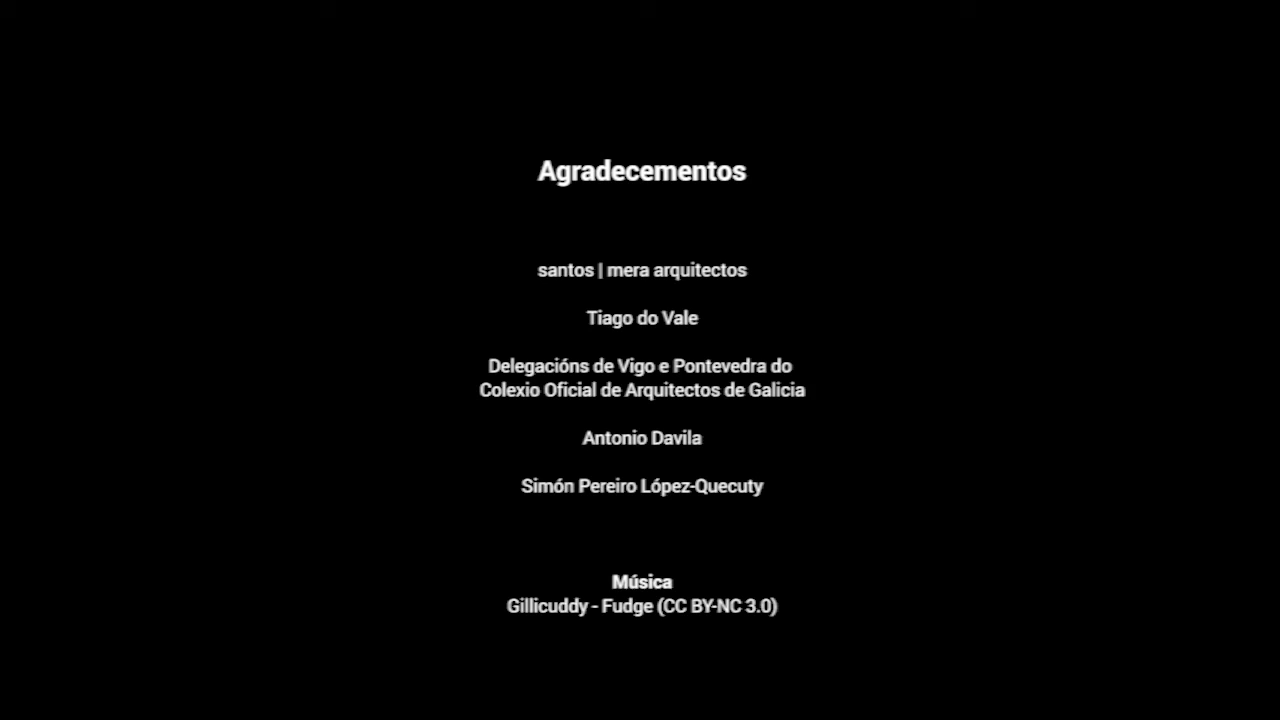 Agradecementos
santos | mera arquitectos
Tiago do Vale
Delegacións de Vigo e Pontevedra do
Colexio Oficial de Arquitectos de Galicia
Antonio Davila
Simón Pereiro López-Quecuty
Música
Gillicuddy - Fudge (CC BY-NC 3.0)